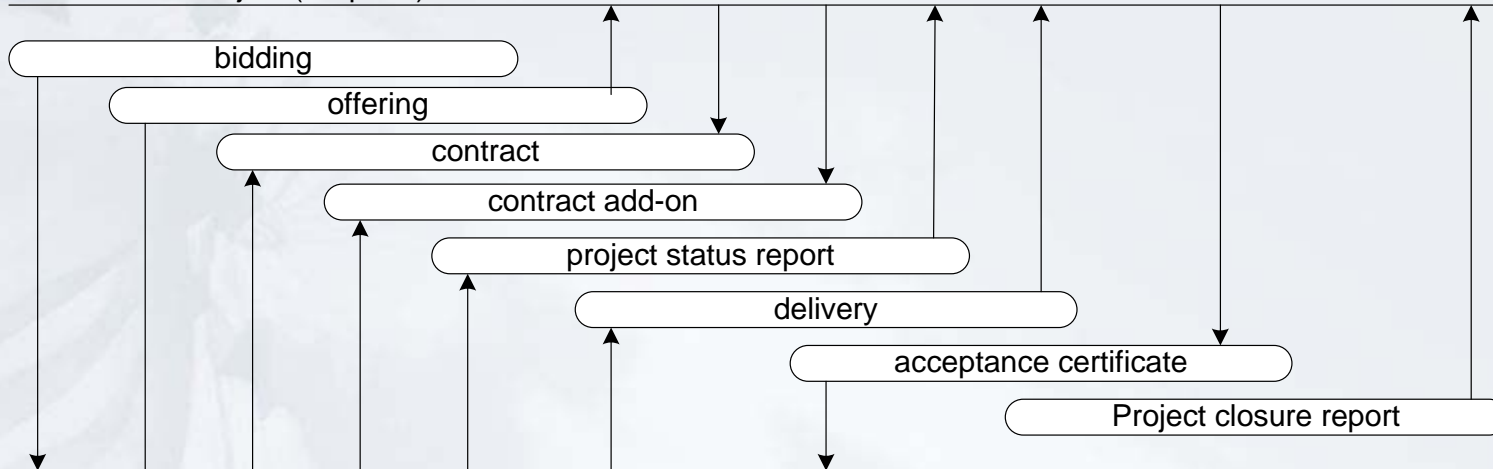 bidding
offering
contract
contract add-on
project status report
delivery
acceptance certificate
Project closure report